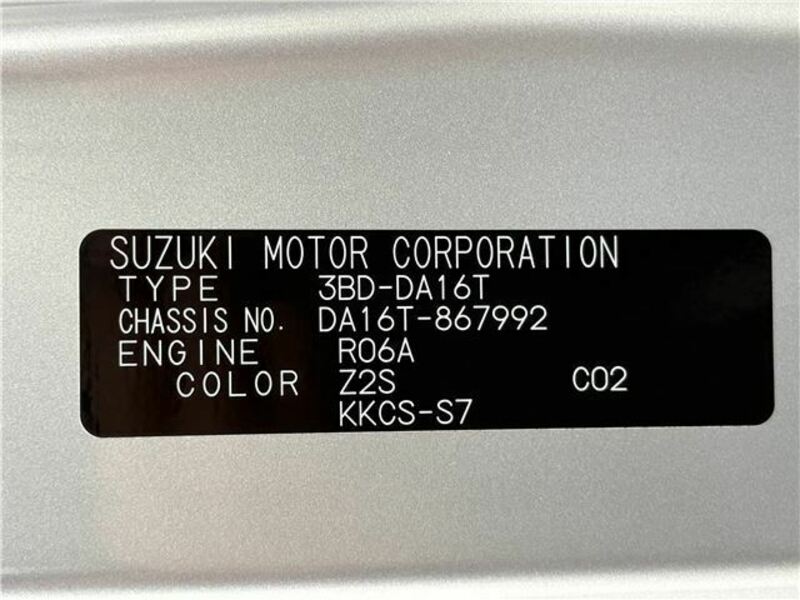 SUZUKI MOTOR CORPORATION
TYPE 3BD-DA16T
CHASSIS NO. DA16T-867992
ENGINE R06A
COLOR Z2S C02
KKCS-S7